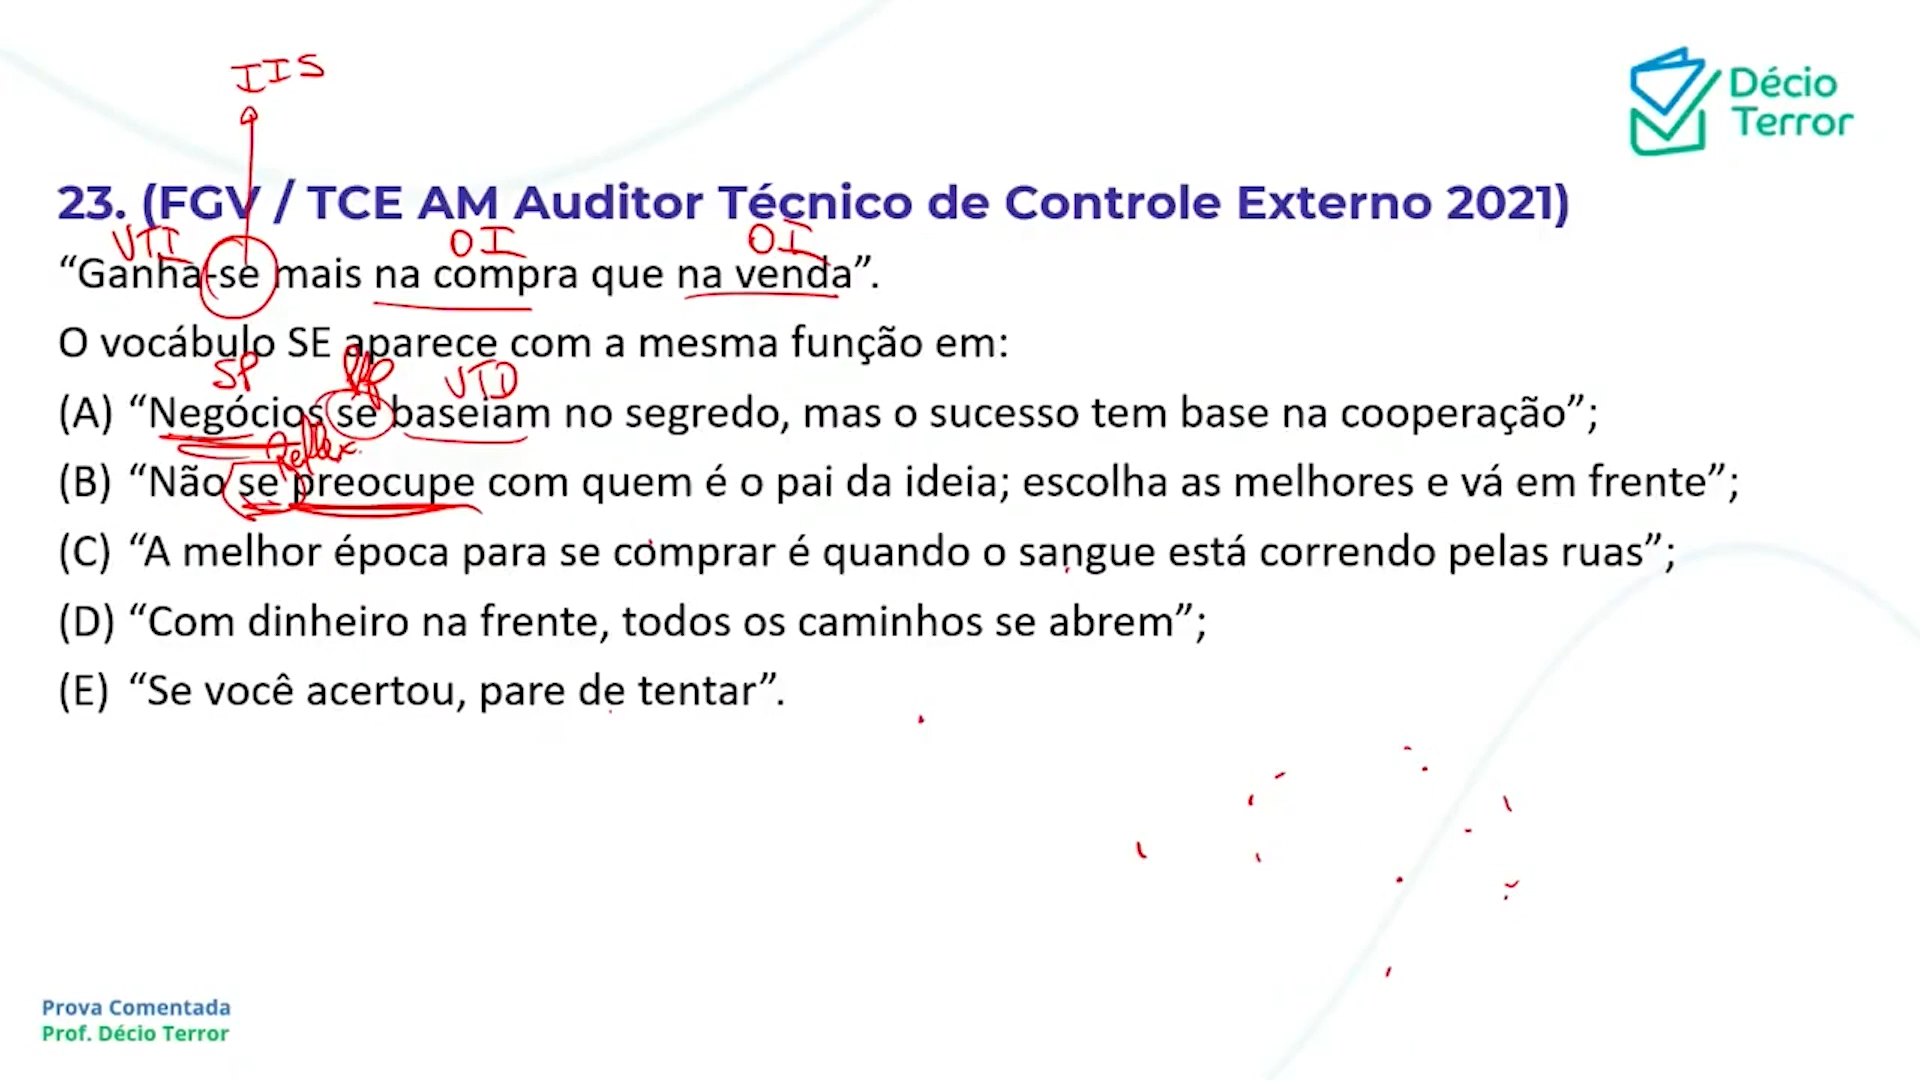 IIS
Décio
Terror
23. (FGV / TCE AM Auditor Técnico de Controle Externo 2021)
VTI OI OI
“Ganha-se mais na compra que na venda”.
O vocábulo SE aparece com a mesma função em:
SP VTD
(A) “Negócios se baseiam no segredo, mas o sucesso tem base na cooperação”;
Reflex.
(B) “Não se preocupe com quem é o pai da ideia; escolha as melhores e vá em frente”;
(C) “A melhor época para se comprar é quando o sangue está correndo pelas ruas”;
(D) “Com dinheiro na frente, todos os caminhos se abrem”;
(E) “Se você acertou, pare de tentar”.
Prova Comentada
Prof. Décio Terror